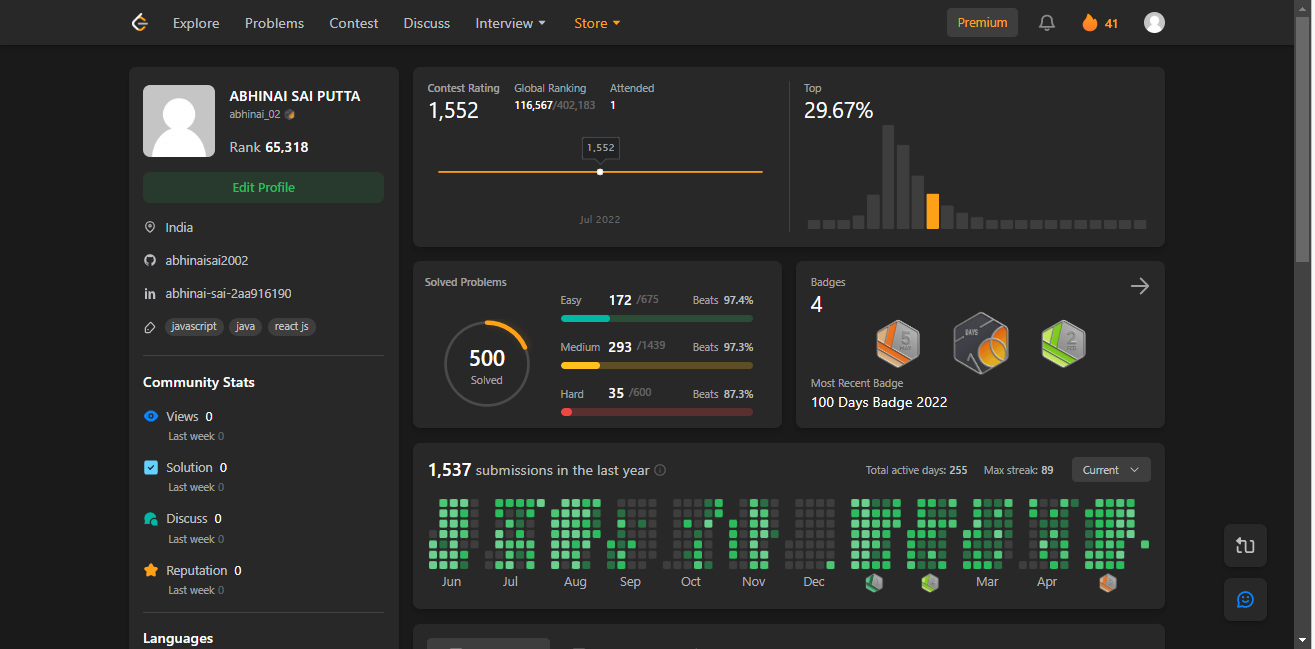 Explore Problems Contest Discuss Interview Store Premium 41
ABHINAI SAI PUTTA
abhinai_02
Rank 65,318
Edit Profile
India
abhinaisai2002
abhinai-sai-2aa916190
javascript java react js
Community Stats
Views 0
Last week 0
Solution 0
Last week 0
Discuss 0
Last week 0
Reputation 0
Last week 0
Languages
Contest Rating Global Ranking Attended
1,552 116,567/402,183 1
1,552
Jul 2022
Top
29.67%
Solved Problems
500
Solved
Easy 172 /675 Beats 97.4%
Medium 293 /1439 Beats 97.3%
Hard 35 /600 Beats 87.3%
Badges
4
DAYS
5
MAY
2
FEB
Most Recent Badge
100 Days Badge 2022
1,537 submissions in the last year Total active days: 255 Max streak: 89 Current
Jun Jul Aug Sep Oct Nov Dec Mar Apr